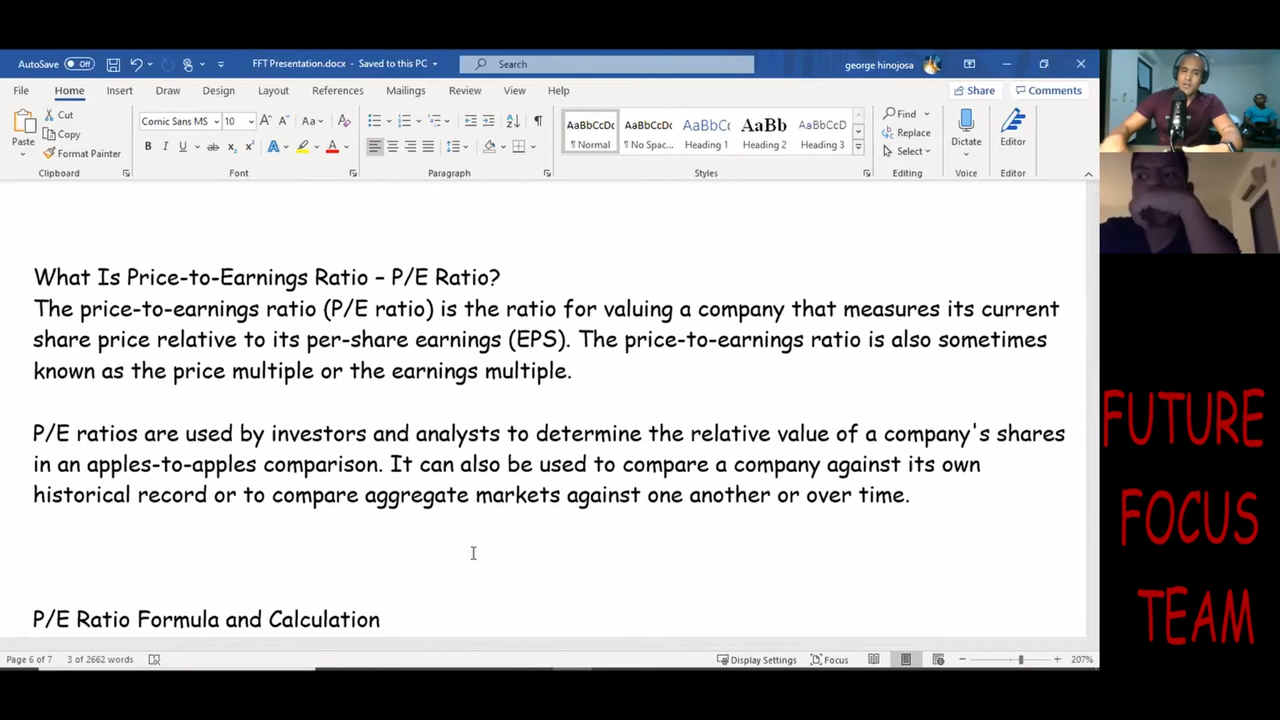 AutoSave Off FFT Presentation.docx - Saved to this PC Search george hinojosa
File Home Insert Draw Design Layout References Mailings Review View Help Share Comments
Paste Cut Copy Format Painter
Clipboard
Comic Sans MS 10 A A Aa A
B I U ab x₂ x² A A
Font
Paragraph
AaBbCcDc AaBbCcDc AaBbC AaBb AaBbCcD
¶ Normal ¶ No Spac... Heading 1 Heading 2 Heading 3
Styles
Find Replace Select
Editing
Dictate
Voice
Editor
Editor
What Is Price-to-Earnings Ratio – P/E Ratio?
The price-to-earnings ratio (P/E ratio) is the ratio for valuing a company that measures its current
share price relative to its per-share earnings (EPS). The price-to-earnings ratio is also sometimes
known as the price multiple or the earnings multiple.
P/E ratios are used by investors and analysts to determine the relative value of a company's shares
in an apples-to-apples comparison. It can also be used to compare a company against its own
historical record or to compare aggregate markets against one another or over time.
P/E Ratio Formula and Calculation
Page 6 of 7 3 of 2662 words Display Settings Focus 207%
FUTURE
FOCUS
TEAM